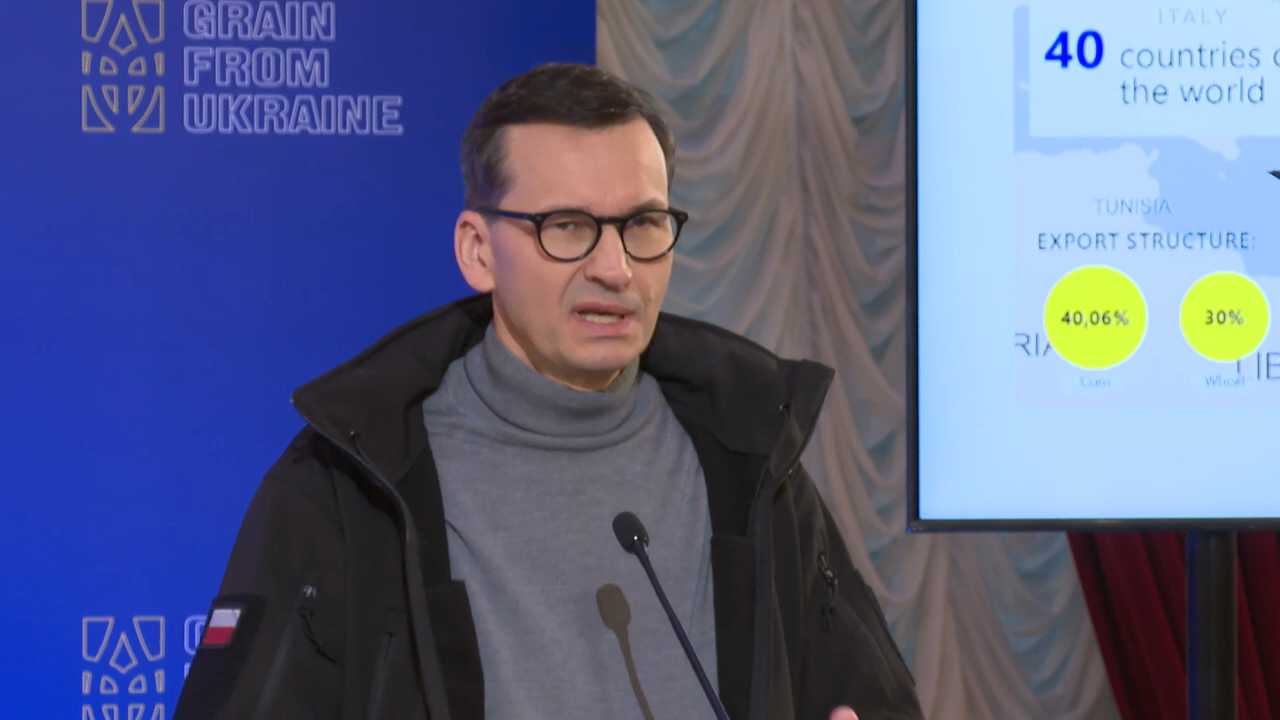 GRAIN
FROM
UKRAINE
ITALY
40 countries
the world
TUNISIA
EXPORT STRUCTURE:
40,06%
30%
Corn
Wheat